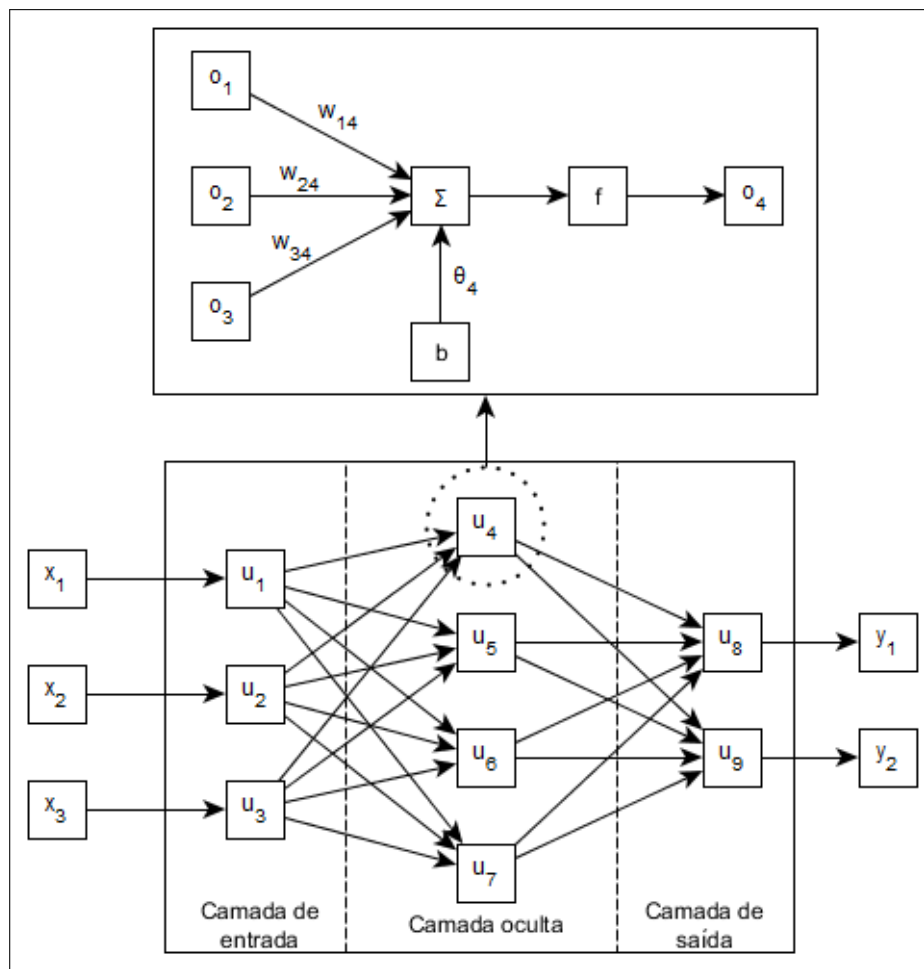 o1
w14
o2
w24
Σ
f
o4
w34
θ4
o3
b
u4
x1
u1
u5
u8
y1
x2
u2
u6
u9
y2
x3
u3
u7
Camada de
entrada
Camada oculta
Camada de
saída